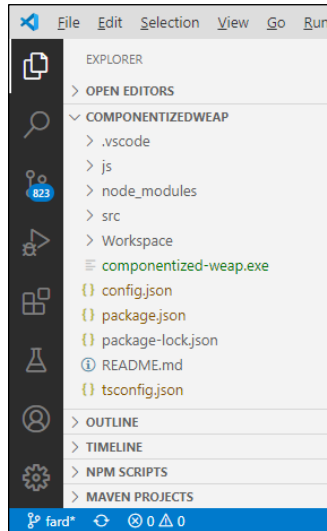 File Edit Selection View Go Run
EXPLORER
OPEN EDITORS
COMPONENTIZEDWEAP
.vscode
js
node_modules
823
src
Workspace
componentized-weap.exe
{} config.json
{} package.json
{} package-lock.json
README.md
{} tsconfig.json
OUTLINE
TIMELINE
NPM SCRIPTS
MAVEN PROJECTS
fard* 0 0